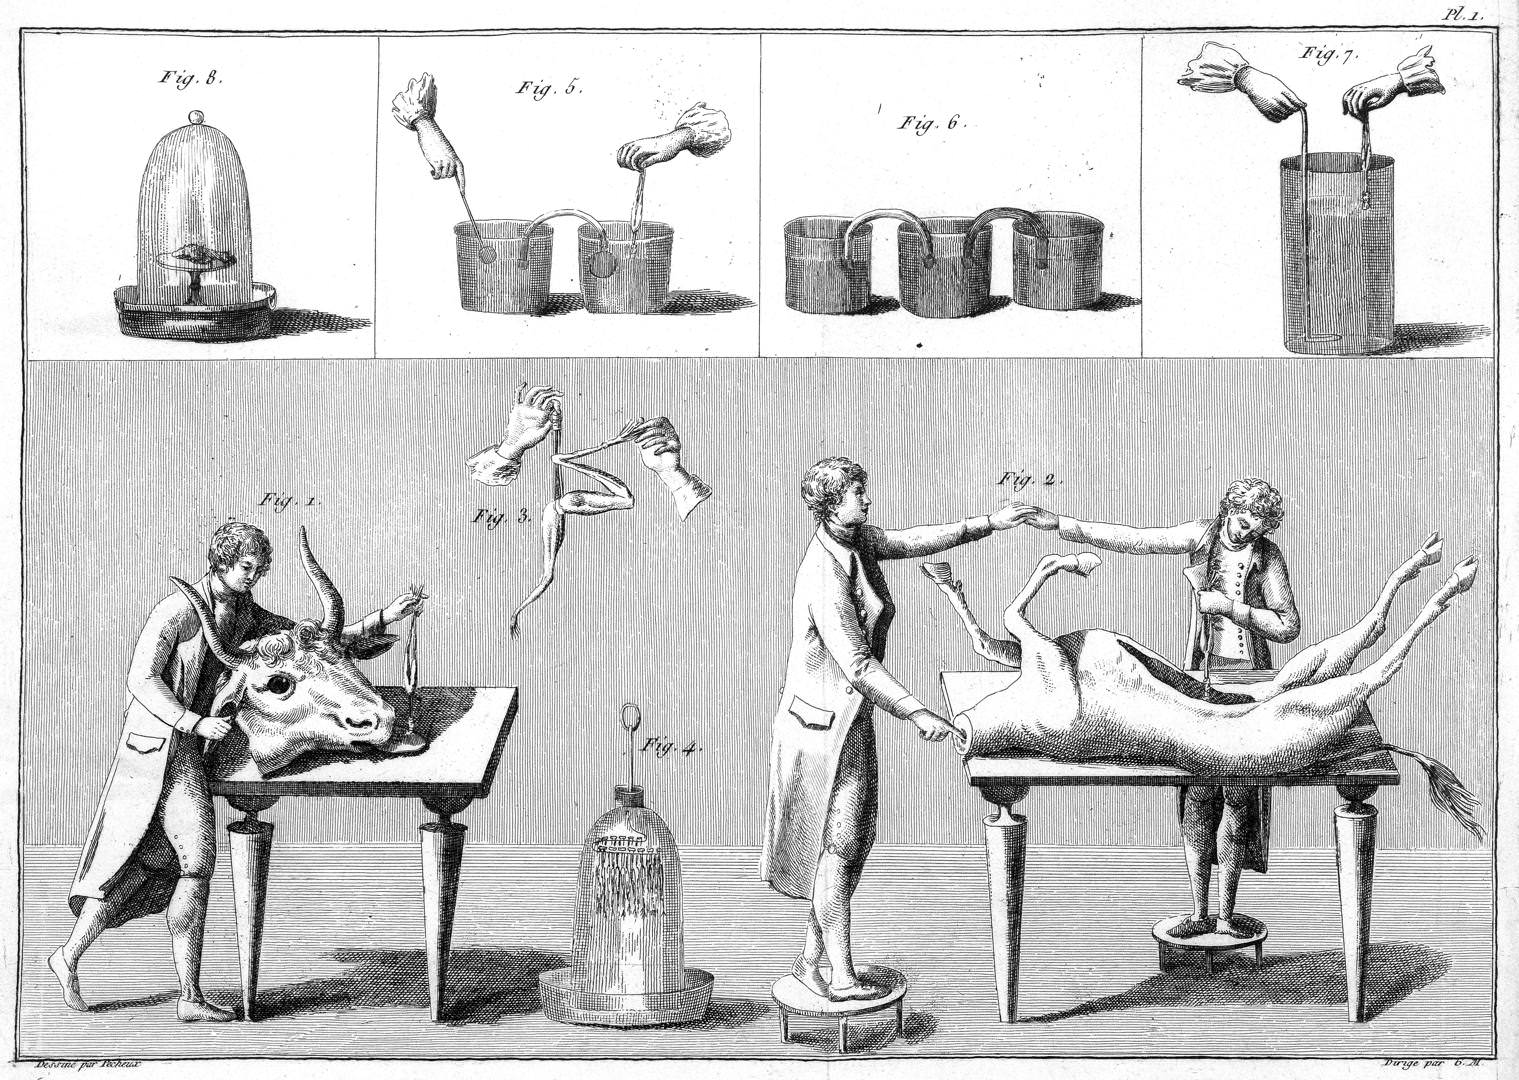 Pl. 1.
Fig. 8.
Fig. 5.
Fig. 6.
Fig. 7.
Fig. 1.
Fig. 3.
Fig. 2.
Fig. 4.
Dessiné par Pecheux
Dirigé par G. M.